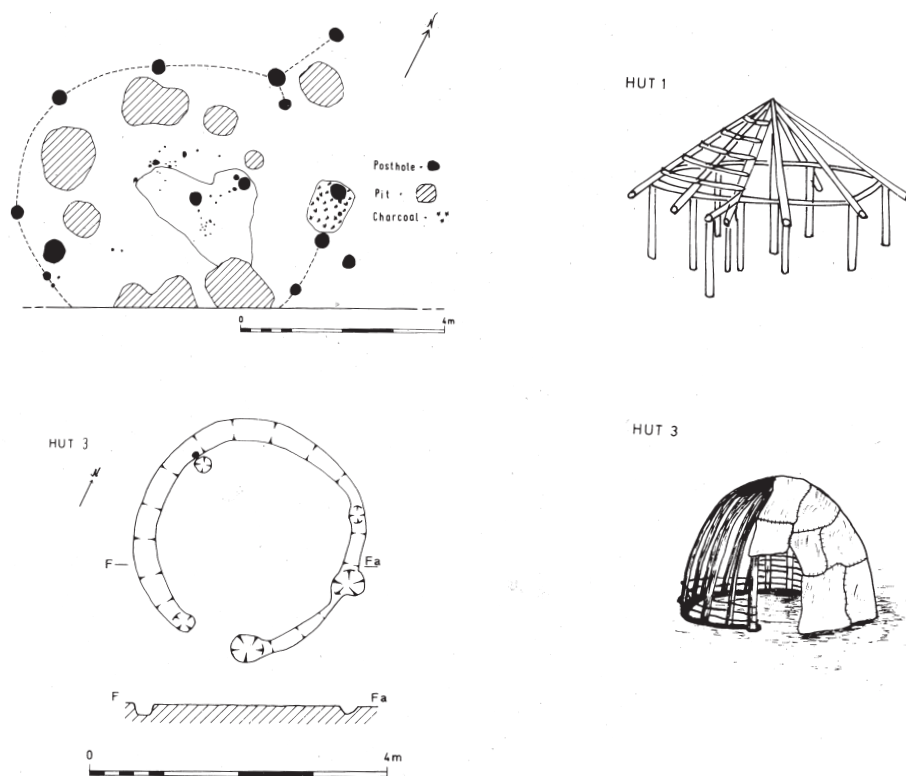 N
HUT 1
Posthole -
Pit -
Charcoal -
0 4m
HUT 3
N
F
Fa
HUT 3
F Fa
0 4m